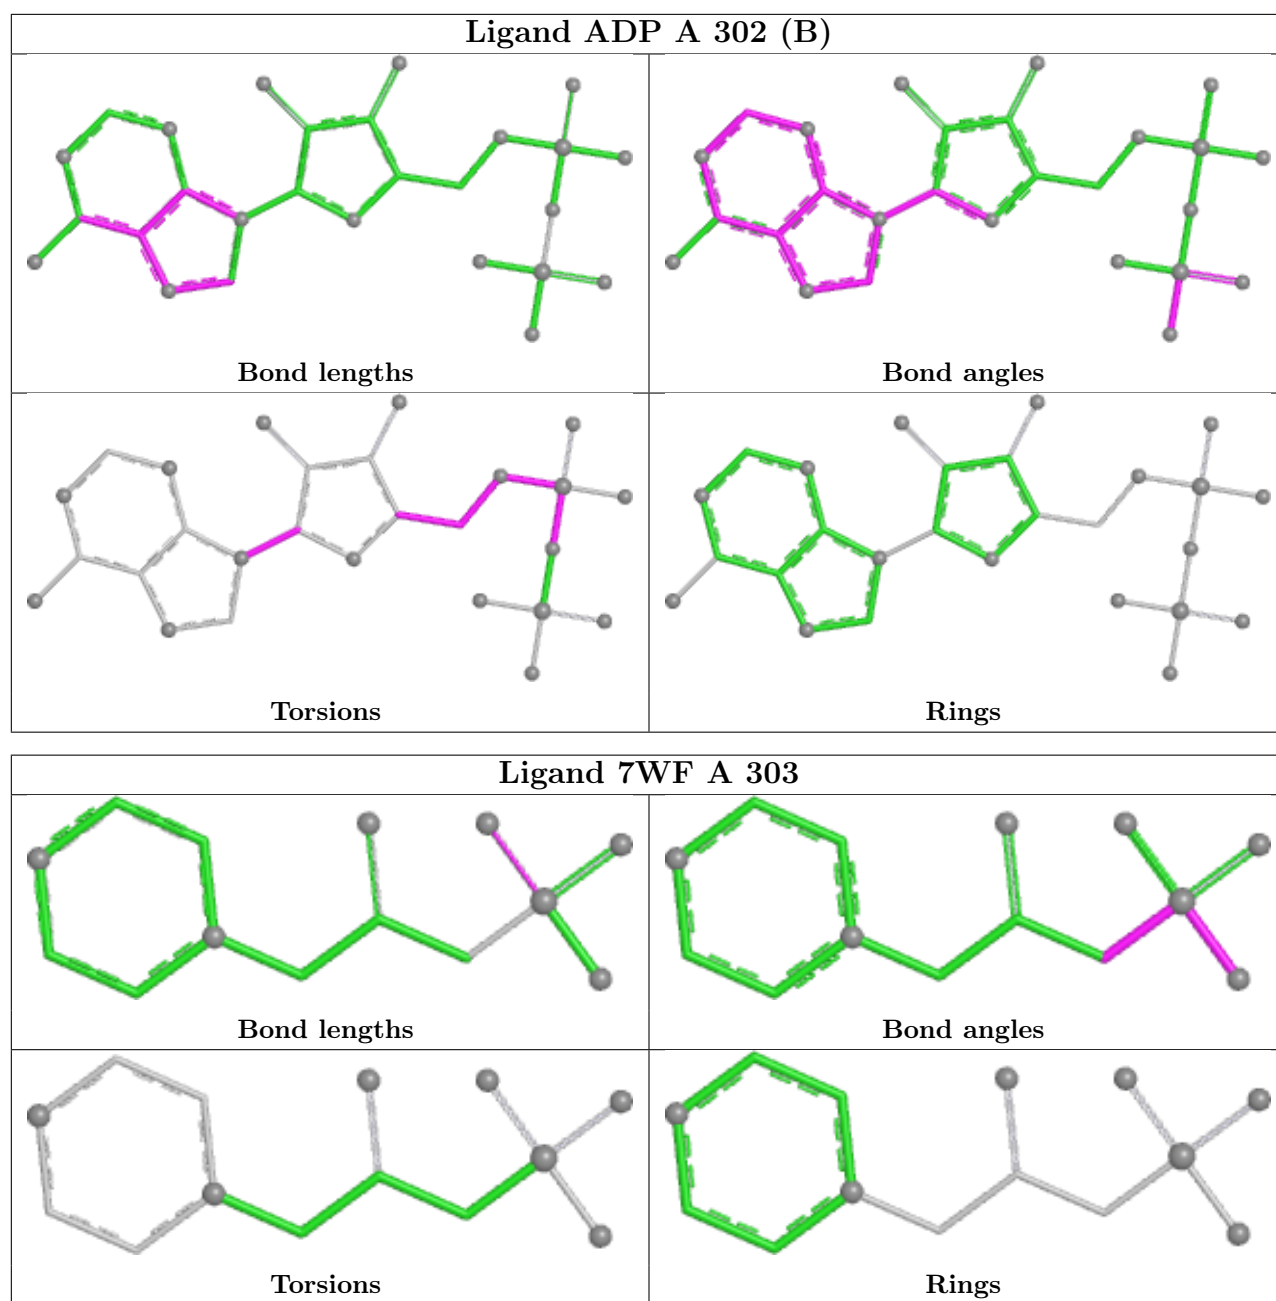 Ligand ADP A 302 (B)
Bond lengths
Bond angles
Torsions
Rings
Ligand 7WF A 303
Bond lengths
Bond angles
Torsions
Rings